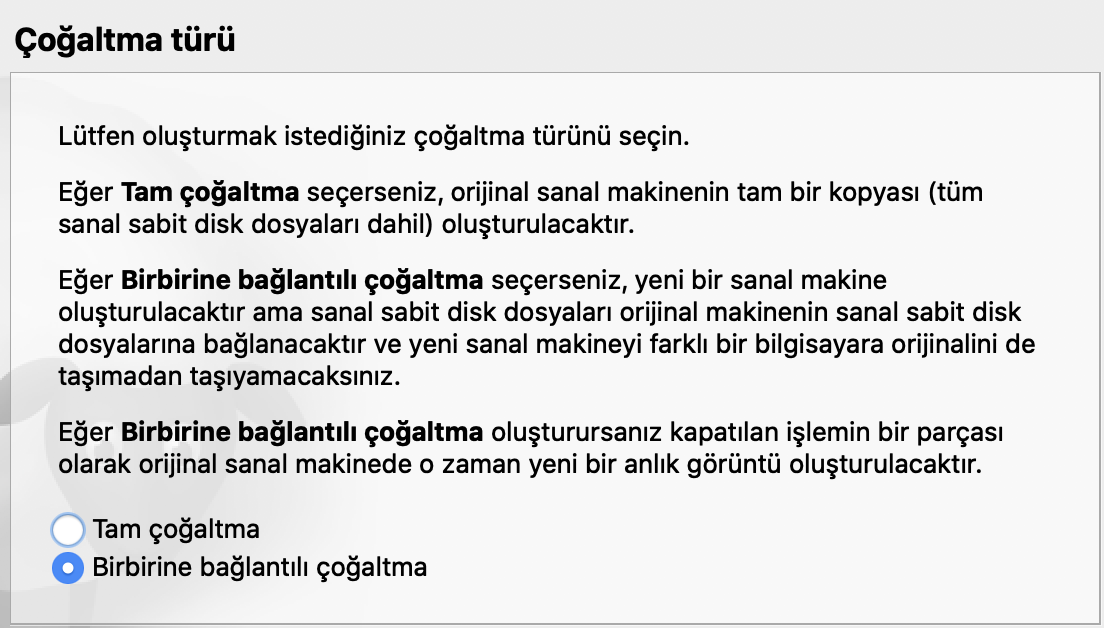 Çoğaltma türü
Lütfen oluşturmak istediğiniz çoğaltma türünü seçin.
Eğer Tam çoğaltma seçerseniz, orijinal sanal makinenin tam bir kopyası (tüm
sanal sabit disk dosyaları dahil) oluşturulacaktır.
Eğer Birbirine bağlantılı çoğaltma seçerseniz, yeni bir sanal makine
oluşturulacaktır ama sanal sabit disk dosyaları orijinal makinenin sanal sabit disk
dosyalarına bağlanacaktır ve yeni sanal makineyi farklı bir bilgisayara orijinalini de
taşımadan taşıyamacaksınız.
Eğer Birbirine bağlantılı çoğaltma oluşturursanız kapatılan işlemin bir parçası
olarak orijinal sanal makinede o zaman yeni bir anlık görüntü oluşturulacaktır.
Tam çoğaltma
Birbirine bağlantılı çoğaltma